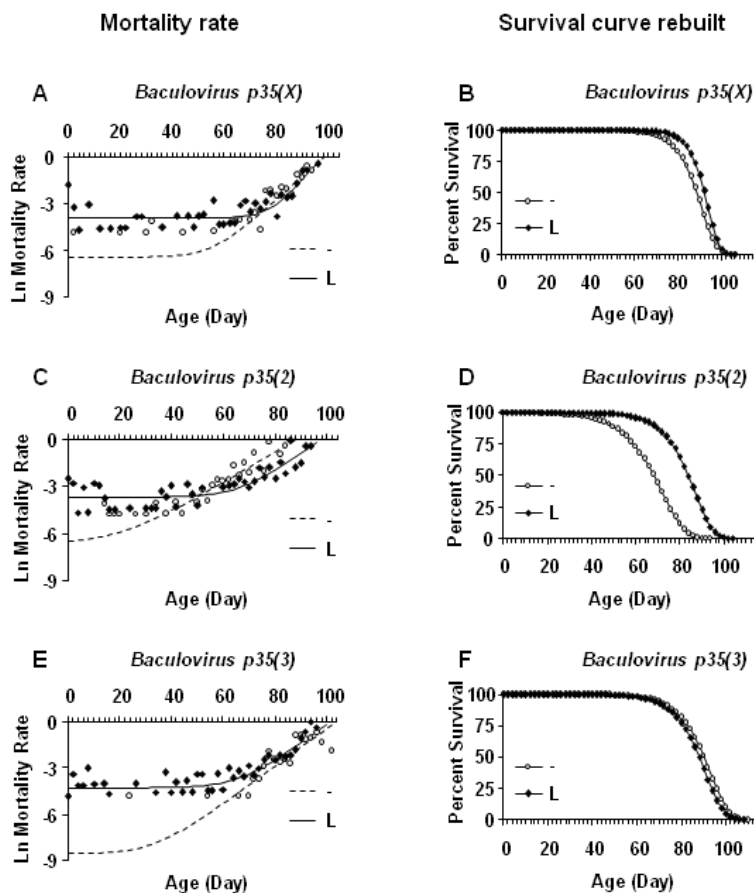 Mortality rate
Survival curve rebuilt
A
Baculovirus p35(X)
0 20 40 60 80 100
0
-3
-6
-9
Ln Mortality Rate
Age (Day)
-
L
B
Baculovirus p35(X)
100
75
50
25
0
Percent Survival
0 20 40 60 80 100
Age (Day)
-
L
C
Baculovirus p35(2)
0 20 40 60 80 100
0
-3
-6
-9
Ln Mortality Rate
Age (Day)
-
L
D
Baculovirus p35(2)
100
75
50
25
0
Percent Survival
0 20 40 60 80 100
Age (Day)
-
L
E
Baculovirus p35(3)
0 20 40 60 80 100
0
-3
-6
-9
Ln Mortality Rate
Age (Day)
-
L
F
Baculovirus p35(3)
100
75
50
25
0
Percent Survival
0 20 40 60 80 100
Age (Day)
-
L